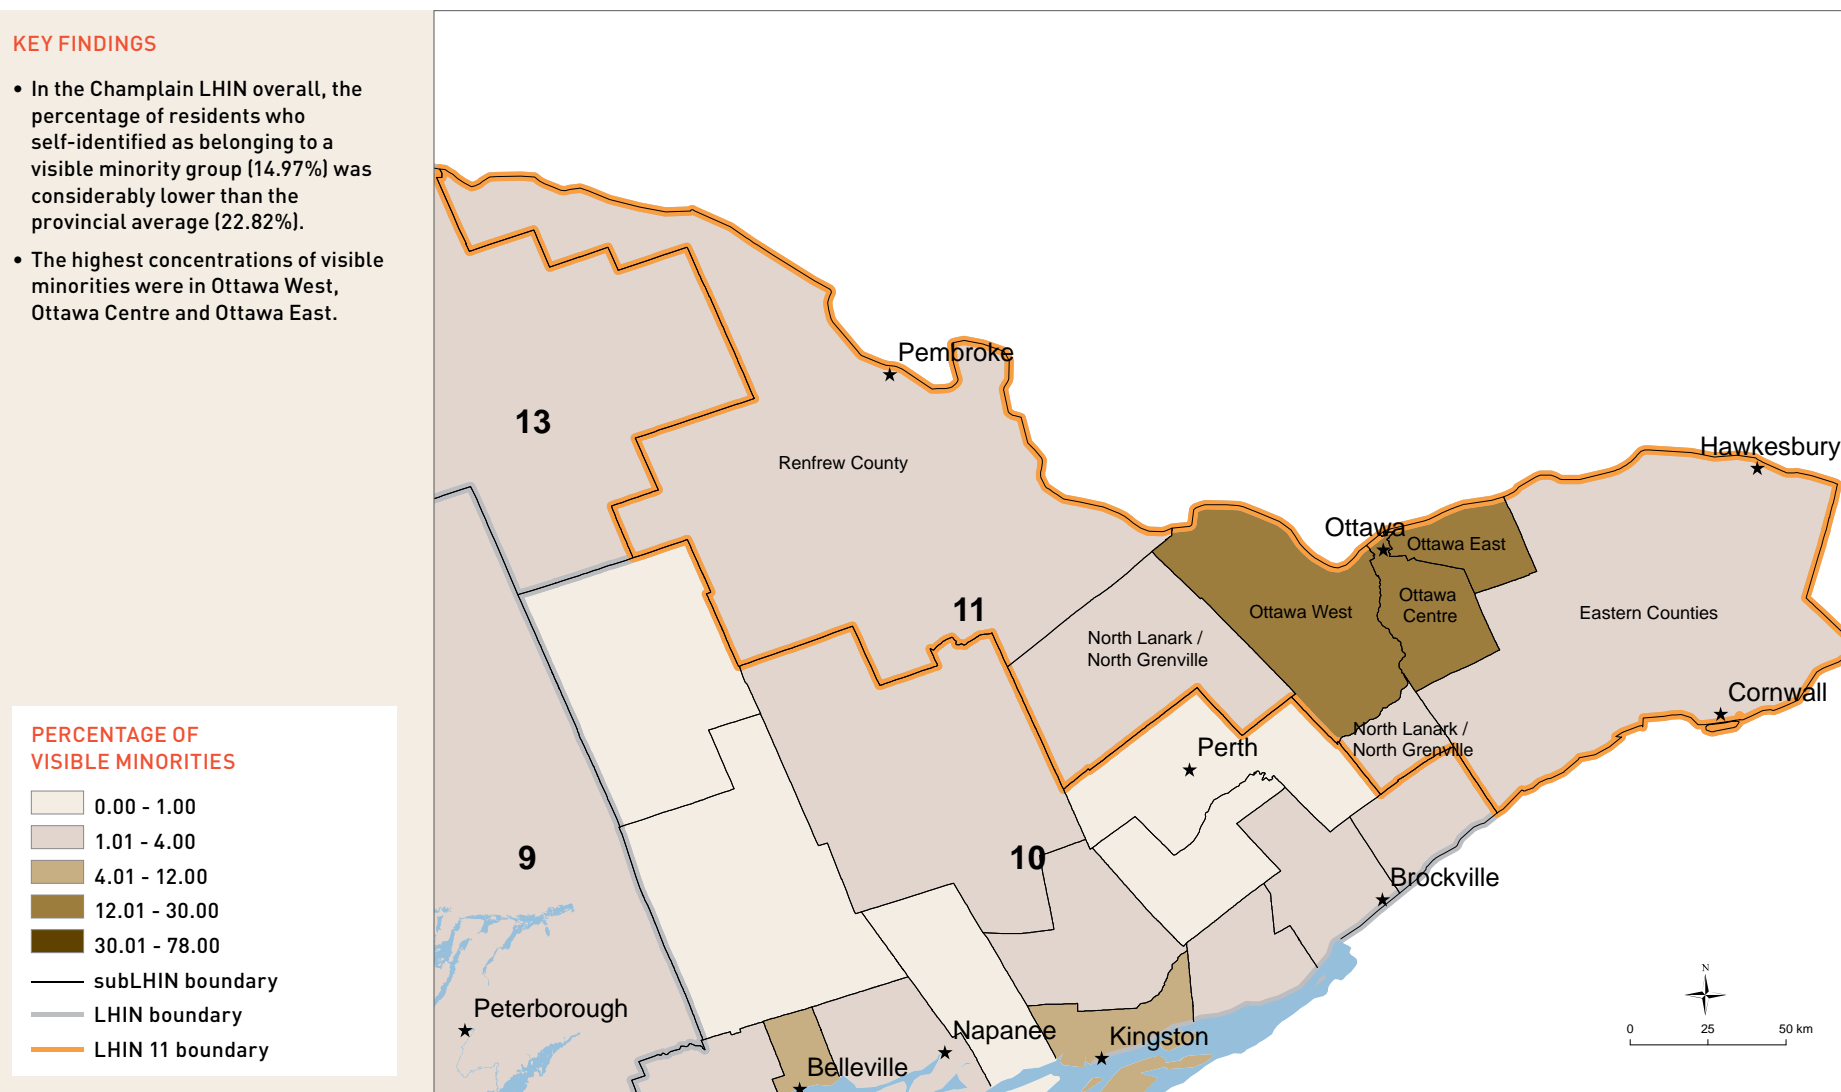 KEY FINDINGS
• In the Champlain LHIN overall, the
percentage of residents who
self-identified as belonging to a
visible minority group (14.97%) was
considerably lower than the
provincial average (22.82%).
• The highest concentrations of visible
minorities were in Ottawa West,
Ottawa Centre and Ottawa East.
PERCENTAGE OF
VISIBLE MINORITIES
0.00 - 1.00
1.01 - 4.00
4.01 - 12.00
12.01 - 30.00
30.01 - 78.00
subLHIN boundary
LHIN boundary
LHIN 11 boundary
Pembroke
13
Renfrew County
Hawkesbury
Ottawa
Ottawa East
Ottawa
Centre
Ottawa West
11
Eastern Counties
North Lanark /
North Grenville
Cornwall
North Lanark /
North Grenville
Perth
9
10
Brockville
Peterborough
Napanee
Kingston
Belleville
N
0 25 50 km